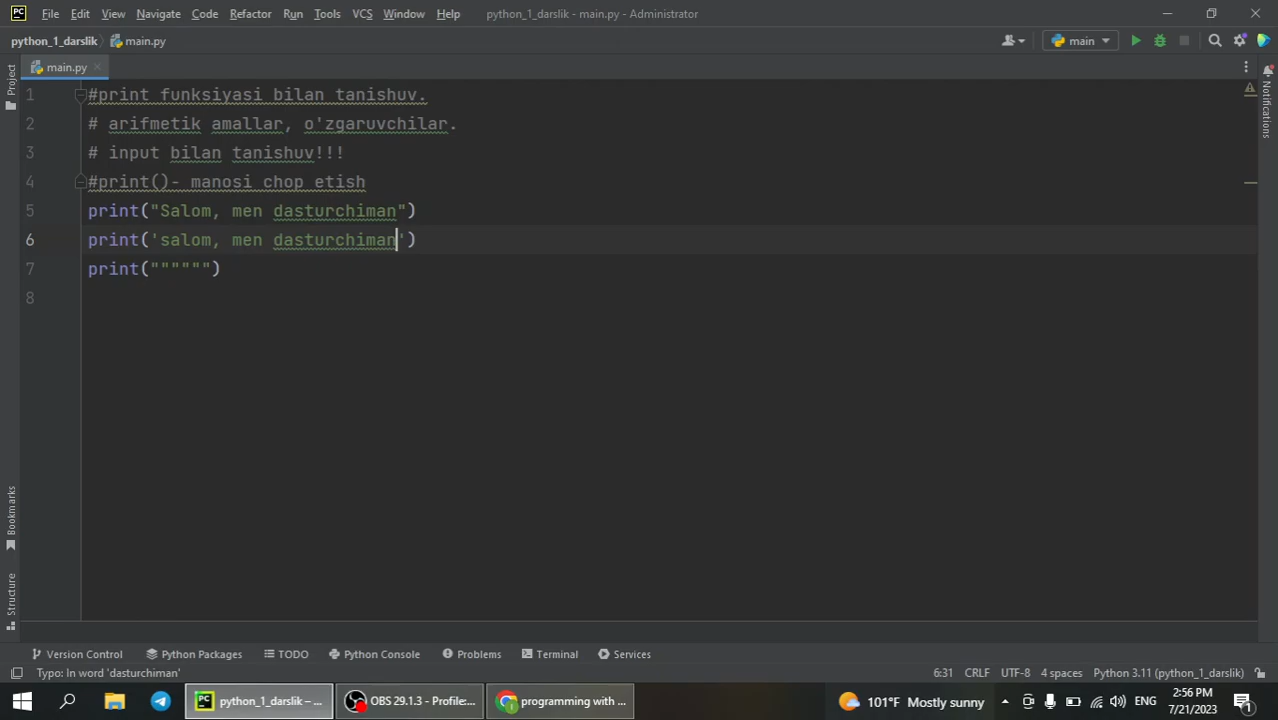 File Edit View Navigate Code Refactor Run Tools VCS Window Help python_1_darslik - main.py - Administrator
python_1_darslik main.py main
main.py
Project
Notifications
1 #print funksiyasi bilan tanishuv.
2 # arifmetik amallar, o'zgaruvchilar.
3 # input bilan tanishuv!!!
4 #print()- manosi chop etish
5 print("Salom, men dasturchiman")
6 print('salom, men dasturchiman')
7 print("""""")
8
Bookmarks
Structure
Version Control Python Packages TODO Python Console Problems Terminal Services
Typo: In word 'dasturchiman' 6:31 CRLF UTF-8 4 spaces Python 3.11 (python_1_darslik)
python_1_darslik – ... OBS 29.1.3 - Profile:... programming with ... 101°F Mostly sunny ENG 2:56 PM
7/21/2023 1